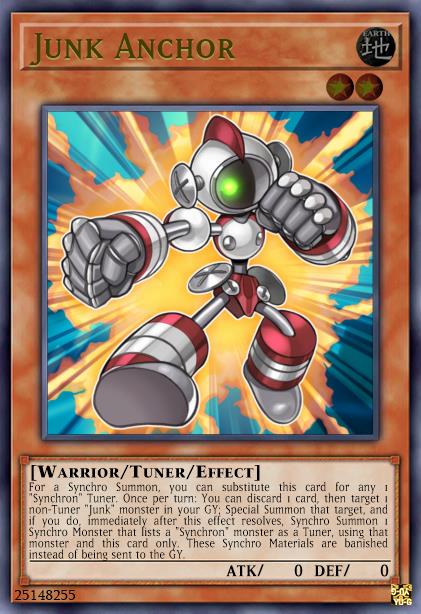 Junk Anchor
EARTH
地
[Warrior/Tuner/Effect]
For a Synchro Summon, you can substitute this card for any 1
"Synchron" Tuner. Once per turn: You can discard 1 card, then target 1
non-Tuner "Junk" monster in your GY; Special Summon that target, and
if you do, immediately after this effect resolves, Synchro Summon 1
Synchro Monster that lists a "Synchron" monster as a Tuner, using that
monster and this card only. These Synchro Materials are banished
instead of being sent to the GY.
ATK/ 0 DEF/ 0
25148255